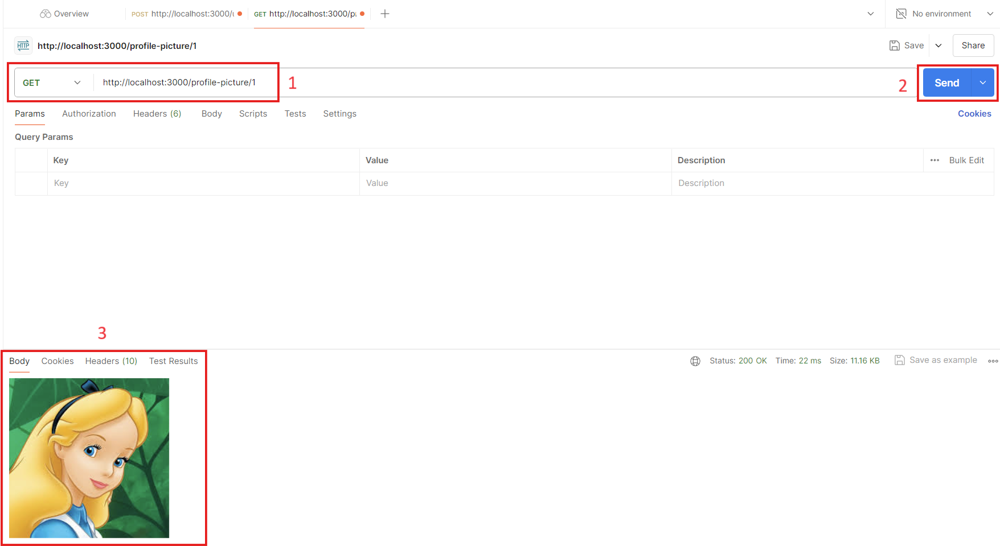 Overview POST http://localhost:3000/ GET http://localhost:3000/p No environment
HTTP http://localhost:3000/profile-picture/1 Save Share
GET http://localhost:3000/profile-picture/1 1 2 Send
Params Authorization Headers (6) Body Scripts Tests Settings Cookies
Query Params
Key Value Description Bulk Edit
Key Value Description
3
Body Cookies Headers (10) Test Results Status: 200 OK Time: 22 ms Size: 11.16 KB Save as example